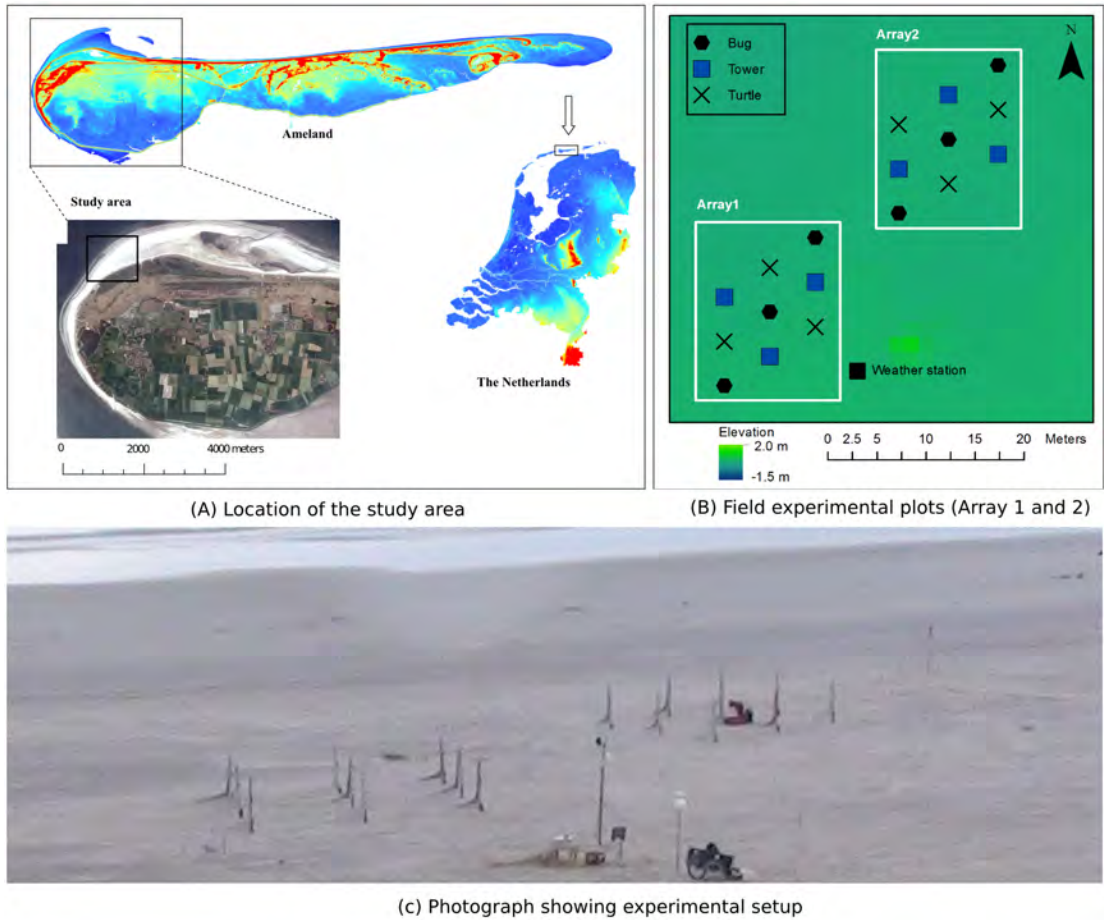 Ameland
Study area
The Netherlands
0 2000 4000 meters
(A) Location of the study area
Bug
Tower
Turtle
Array2
N
Array1
Weather station
Elevation
2.0 m
-1.5 m
0 2.5 5 10 15 20 Meters
(B) Field experimental plots (Array 1 and 2)
(c) Photograph showing experimental setup